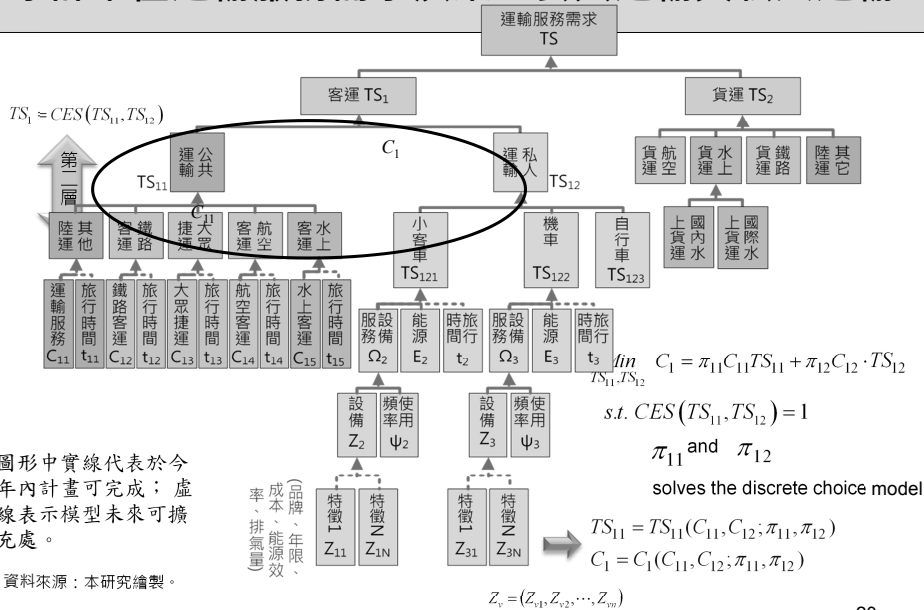 運輸服務需求
TS
客運 TS₁
貨運 TS₂
TS₁ = CES(TS₁₁,TS₁₂)
第二層
公共運輸
TS₁₁
C₁
私人運輸
TS₁₂
航空貨運
水上貨運
鐵路貨運
其它陸運
C₁₁
其他陸運
鐵路客運
大眾捷運
航空客運
水上客運
小客車
TS₁₂₁
機車
TS₁₂₂
自行車
TS₁₂₃
國內水上貨運
國際水上貨運
運輸服務 C₁₁
旅行時間 t₁₁
鐵路客運 C₁₂
旅行時間 t₁₂
大眾捷運 C₁₃
旅行時間 t₁₃
航空客運 C₁₄
旅行時間 t₁₄
水上客運 C₁₅
旅行時間 t₁₅
設備服務 Ω₂
能源 E₂
旅行時間 t₂
設備服務 Ω₃
能源 E₃
旅行時間 t₃
C₁ = π₁₁C₁₁TS₁₁ + π₁₂C₁₂ · TS₁₂
TS₁₁,TS₁₂
s.t. CES(TS₁₁,TS₁₂) = 1
π₁₁ and π₁₂
solves the discrete choice model
設備 Z₂
使用頻率 ψ₂
設備 Z₃
使用頻率 ψ₃
特徵1 Z₁₁
特徵N Z₁N
特徵1 Z₃₁
特徵N Z₃N
(品牌、年限、成本、能源效率、排氣量)
TS₁₁ = TS₁₁(C₁₁,C₁₂;π₁₁,π₁₂)
C₁ = C₁(C₁₁,C₁₂;π₁₁,π₁₂)
Zᵥ = (Zᵥ₁,Zᵥ₂,⋯,Zᵥₙ)
圖形中實線代表於今
年內計畫可完成；虛
線表示模型未來可擴
充處。
資料來源：本研究繪製。